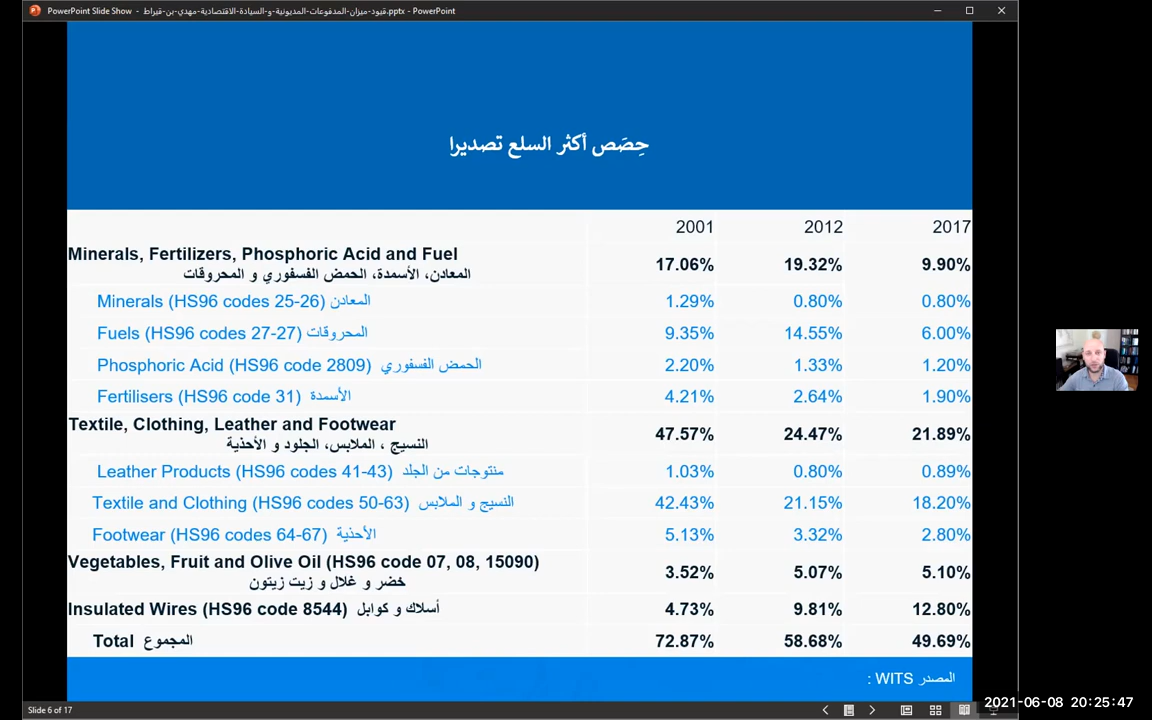 PowerPoint Slide Show - قيود-ميزان-المدفوعات-المديونية-و-السيادة-الاقتصادية-مهدي-بن-قيراط.pptx - PowerPoint
حِصَص أكثر السلع تصديرا
2001 2012 2017
Minerals, Fertilizers, Phosphoric Acid and Fuel
المعادن، الأسمدة، الحمض الفسفوري و المحروقات
17.06% 19.32% 9.90%
Minerals (HS96 codes 25-26) المعادن 1.29% 0.80% 0.80%
Fuels (HS96 codes 27-27) المحروقات 9.35% 14.55% 6.00%
Phosphoric Acid (HS96 code 2809) الحمض الفسفوري 2.20% 1.33% 1.20%
Fertilisers (HS96 code 31) الأسمدة 4.21% 2.64% 1.90%
Textile, Clothing, Leather and Footwear
النسيج ، الملابس، الجلود و الأحذية
47.57% 24.47% 21.89%
Leather Products (HS96 codes 41-43) منتوجات من الجلد 1.03% 0.80% 0.89%
Textile and Clothing (HS96 codes 50-63) النسيج و الملابس 42.43% 21.15% 18.20%
Footwear (HS96 codes 64-67) الأحذية 5.13% 3.32% 2.80%
Vegetables, Fruit and Olive Oil (HS96 code 07, 08, 15090)
خضر و غلال و زيت زيتون
3.52% 5.07% 5.10%
Insulated Wires (HS96 code 8544) أسلاك و كوابل 4.73% 9.81% 12.80%
Total المجموع 72.87% 58.68% 49.69%
المصدر WITS :
Slide 6 of 17
2021-06-08 20:25:47